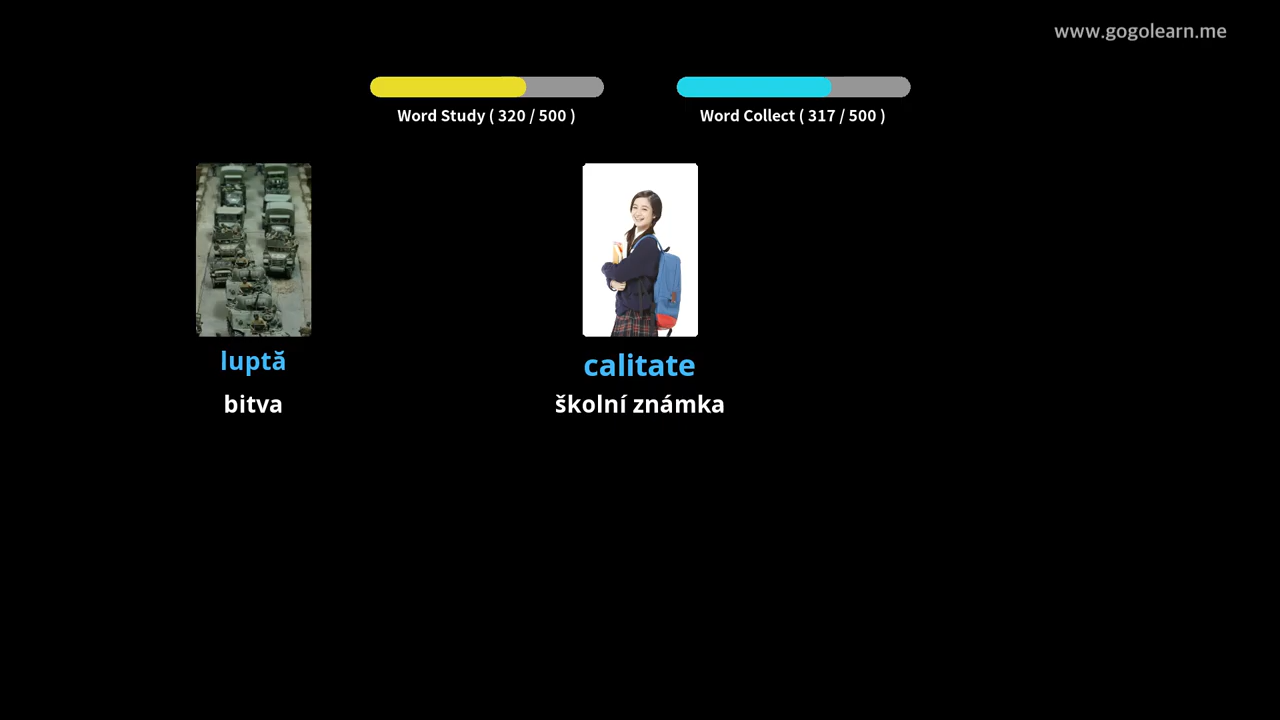 www.gogolearn.me
Word Study ( 320 / 500 )
Word Collect ( 317 / 500 )
luptă
calitate
bitva
školní známka